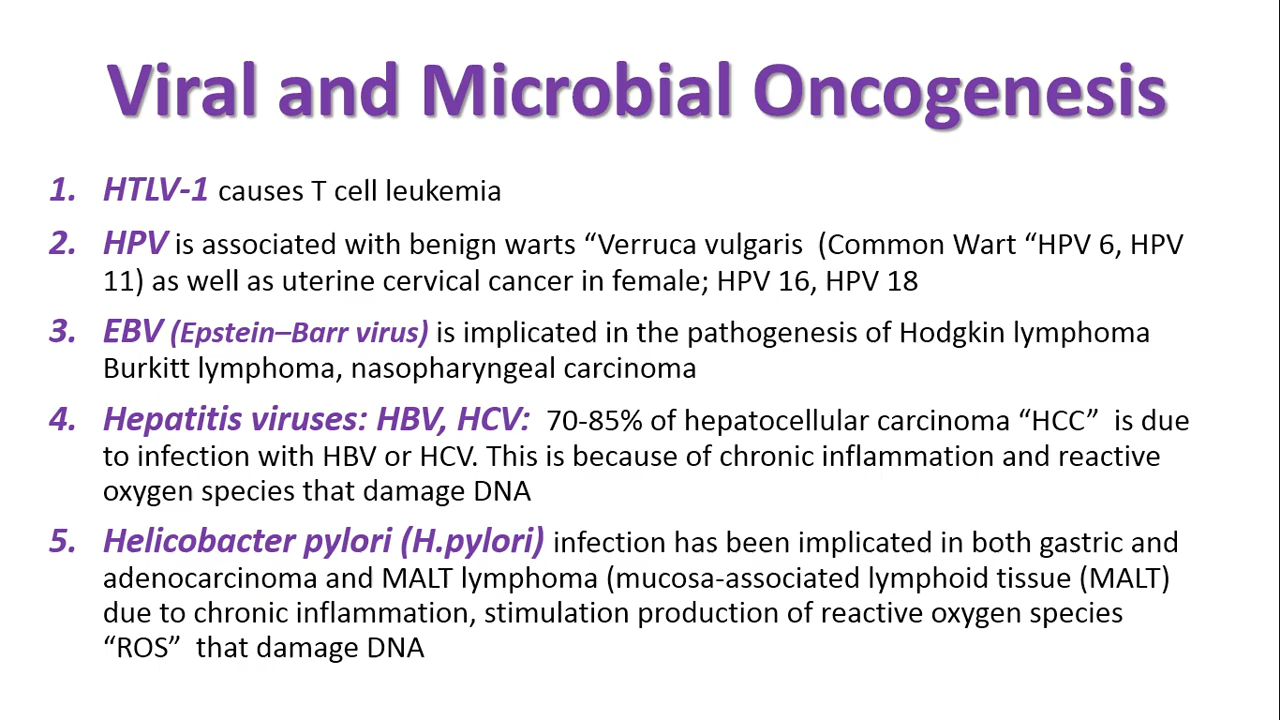 Viral and Microbial Oncogenesis
1. HTLV-1 causes T cell leukemia
2. HPV is associated with benign warts “Verruca vulgaris (Common Wart “HPV 6, HPV
11) as well as uterine cervical cancer in female; HPV 16, HPV 18
3. EBV (Epstein–Barr virus) is implicated in the pathogenesis of Hodgkin lymphoma
Burkitt lymphoma, nasopharyngeal carcinoma
4. Hepatitis viruses: HBV, HCV: 70-85% of hepatocellular carcinoma “HCC” is due
to infection with HBV or HCV. This is because of chronic inflammation and reactive
oxygen species that damage DNA
5. Helicobacter pylori (H.pylori) infection has been implicated in both gastric and
adenocarcinoma and MALT lymphoma (mucosa-associated lymphoid tissue (MALT)
due to chronic inflammation, stimulation production of reactive oxygen species
“ROS” that damage DNA